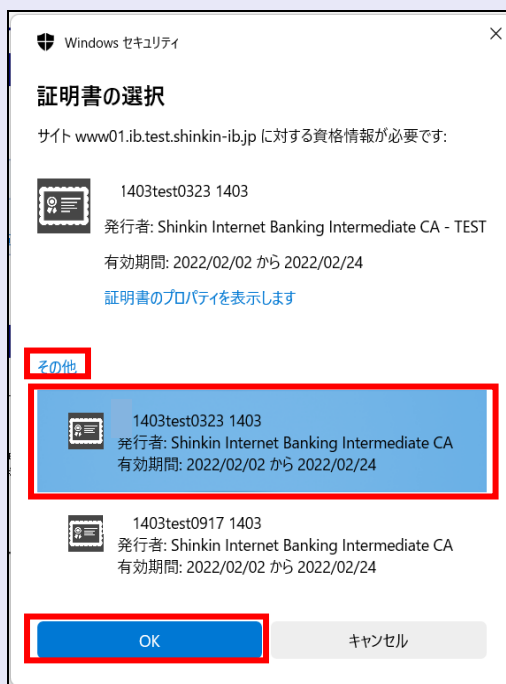 Windows セキュリティ
証明書の選択
サイト www01.ib.test.shinkin-ib.jp に対する資格情報が必要です:
1403test0323 1403
発行者: Shinkin Internet Banking Intermediate CA - TEST
有効期間: 2022/02/02 から 2022/02/24
証明書のプロパティを表示します
その他
1403test0323 1403
発行者: Shinkin Internet Banking Intermediate CA
有効期間: 2022/02/02 から 2022/02/24
1403test0917 1403
発行者: Shinkin Internet Banking Intermediate CA
有効期間: 2022/02/02 から 2022/02/24
OK
キャンセル